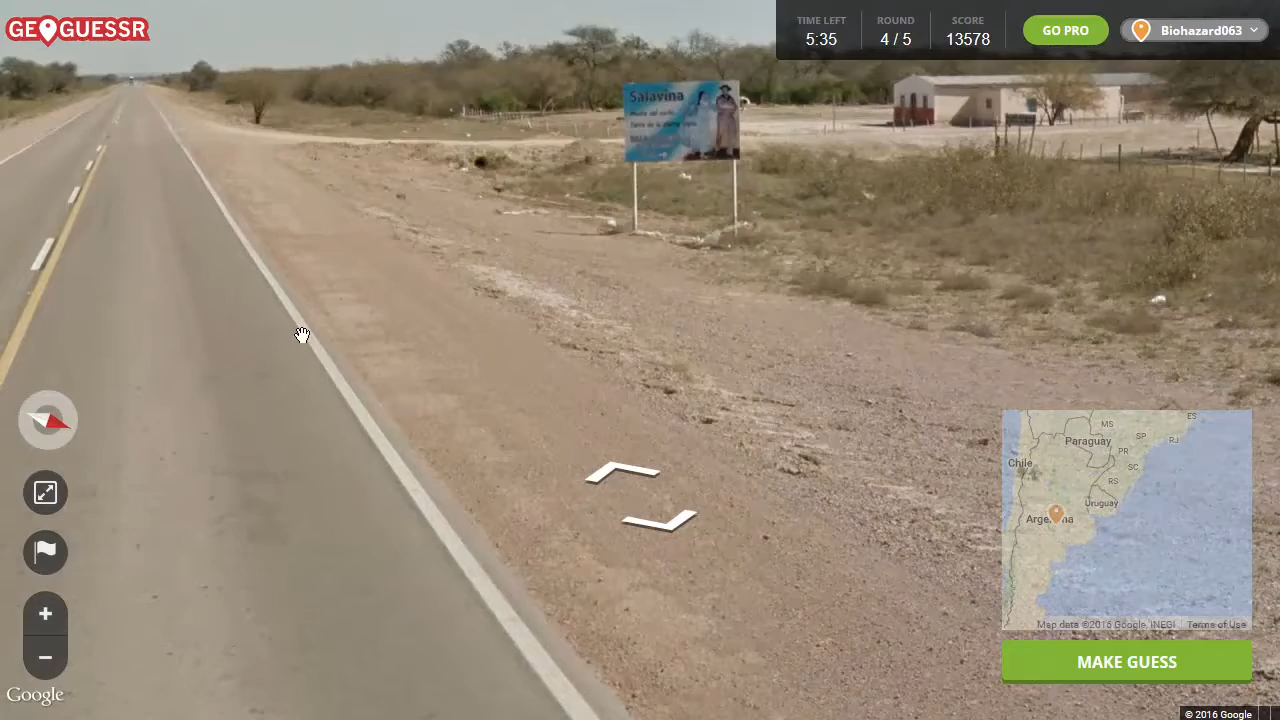 GEOGUESSR
TIME LEFT
5:35
ROUND
4 / 5
SCORE
13578
GO PRO
Biohazard063
Salavina
ES
MS
SP
RJ
Paraguay
PR
Chile
SC
RS
Uruguay
Argentina
Map data ©2016 Google, INEGI
Terms of Use
MAKE GUESS
+
−
Google
© 2016 Google